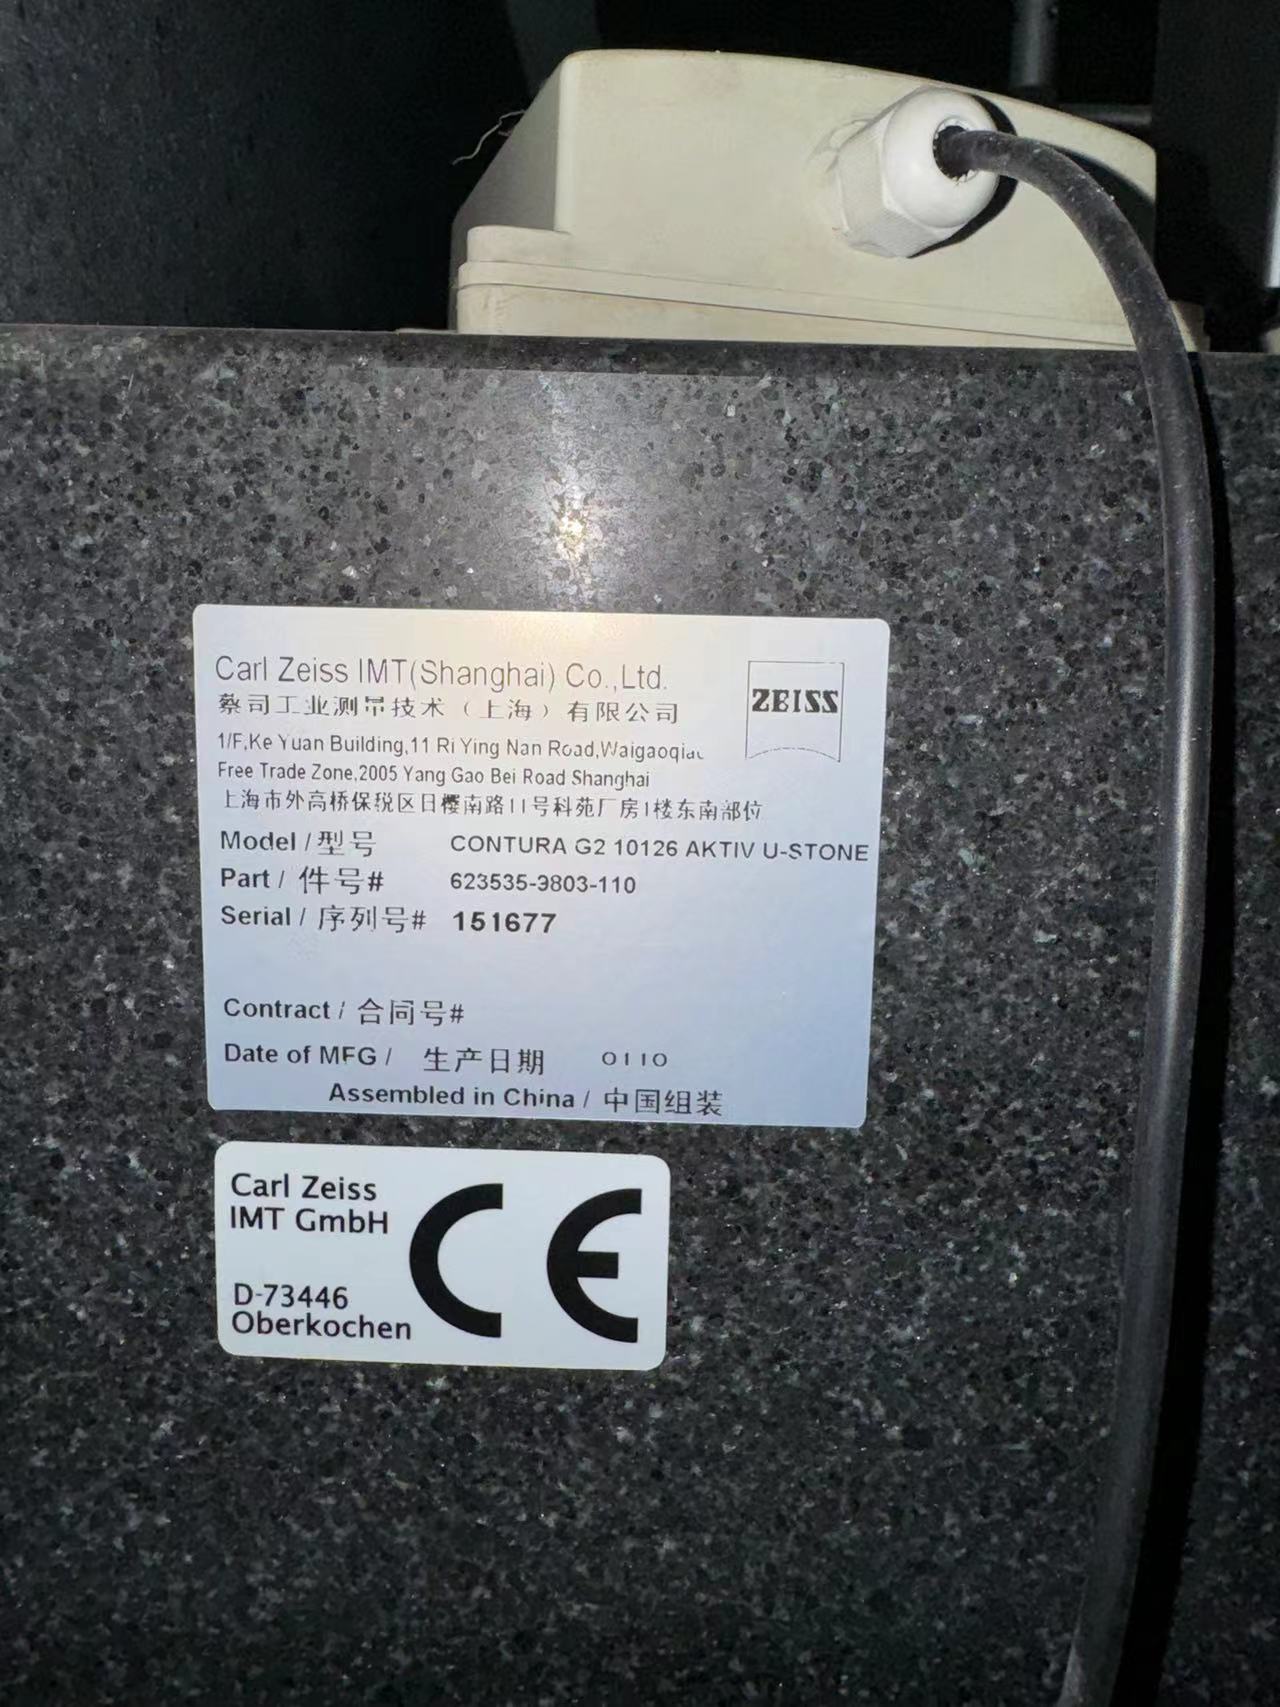 Carl Zeiss IMT(Shanghai) Co.,Ltd.
ZEISS
蔡司工业测量技术（上海）有限公司
1/F,Ke Yuan Building,11 Ri Ying Nan Road,Waigaoqiao
Free Trade Zone,2005 Yang Gao Bei Road Shanghai
上海市外高桥保税区日樱南路11号科苑厂房1楼东南部位
Model / 型号 CONTURA G2 10126 AKTIV U-STONE
Part / 件号# 623535-9803-110
Serial / 序列号# 151677
Contract / 合同号#
Date of MFG / 生产日期 0110
Assembled in China / 中国组装
Carl Zeiss
IMT GmbH
CE
D-73446
Oberkochen